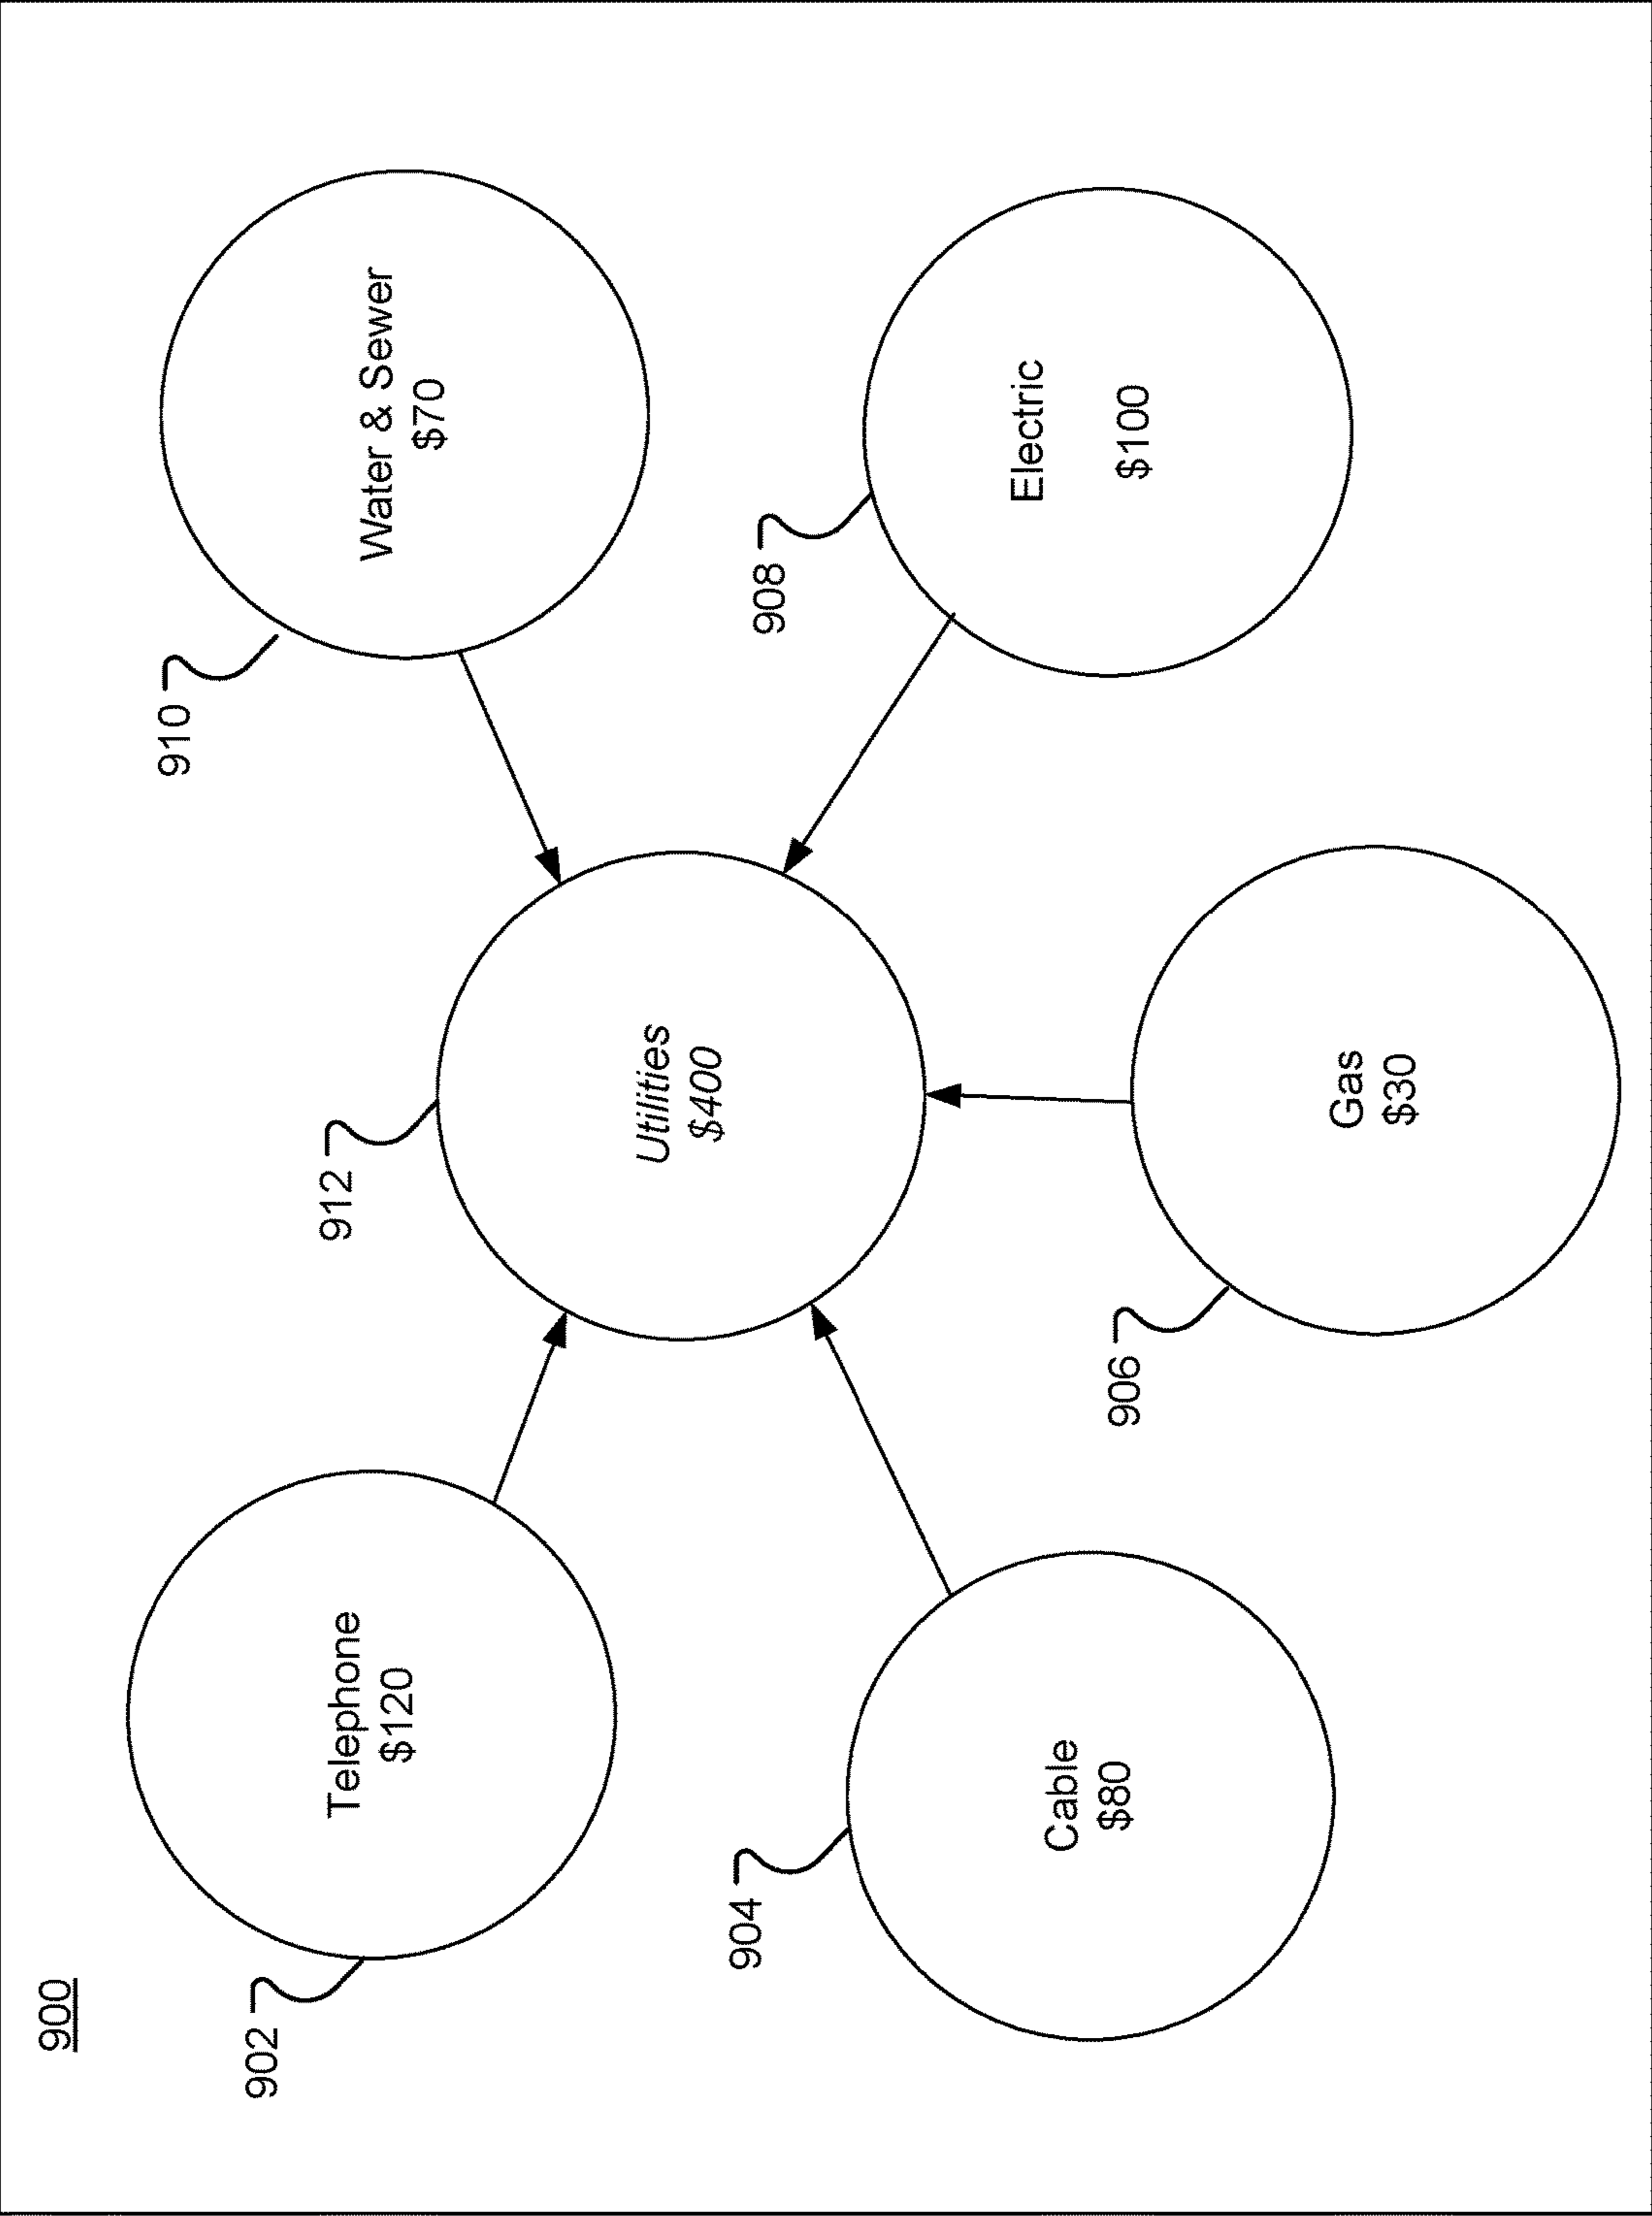 900
902
Telephone
$120
910
Water & Sewer
$70
912
Utilities
$400
904
Cable
$80
908
Electric
$100
906
Gas
$30